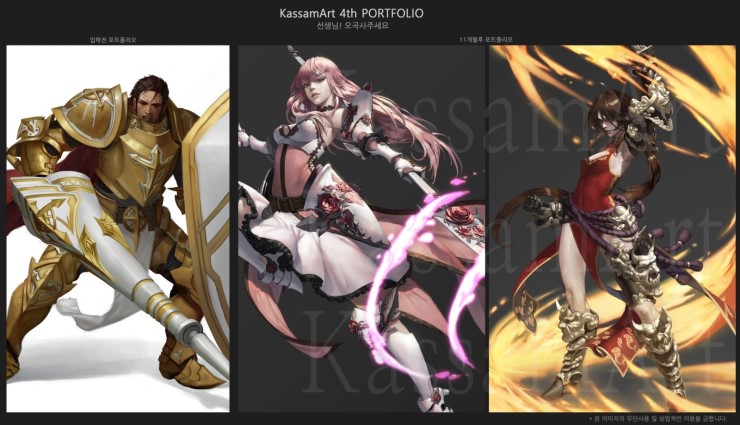 KassamArt 4th PORTFOLIO
선생님! 오곡사주세요
입학전 포트폴리오
11개월후 포트폴리오
KassamArt
KassamArt
KassamArt
* 본 이미지의 무단사용 및 상업적인 이용을 금합니다.